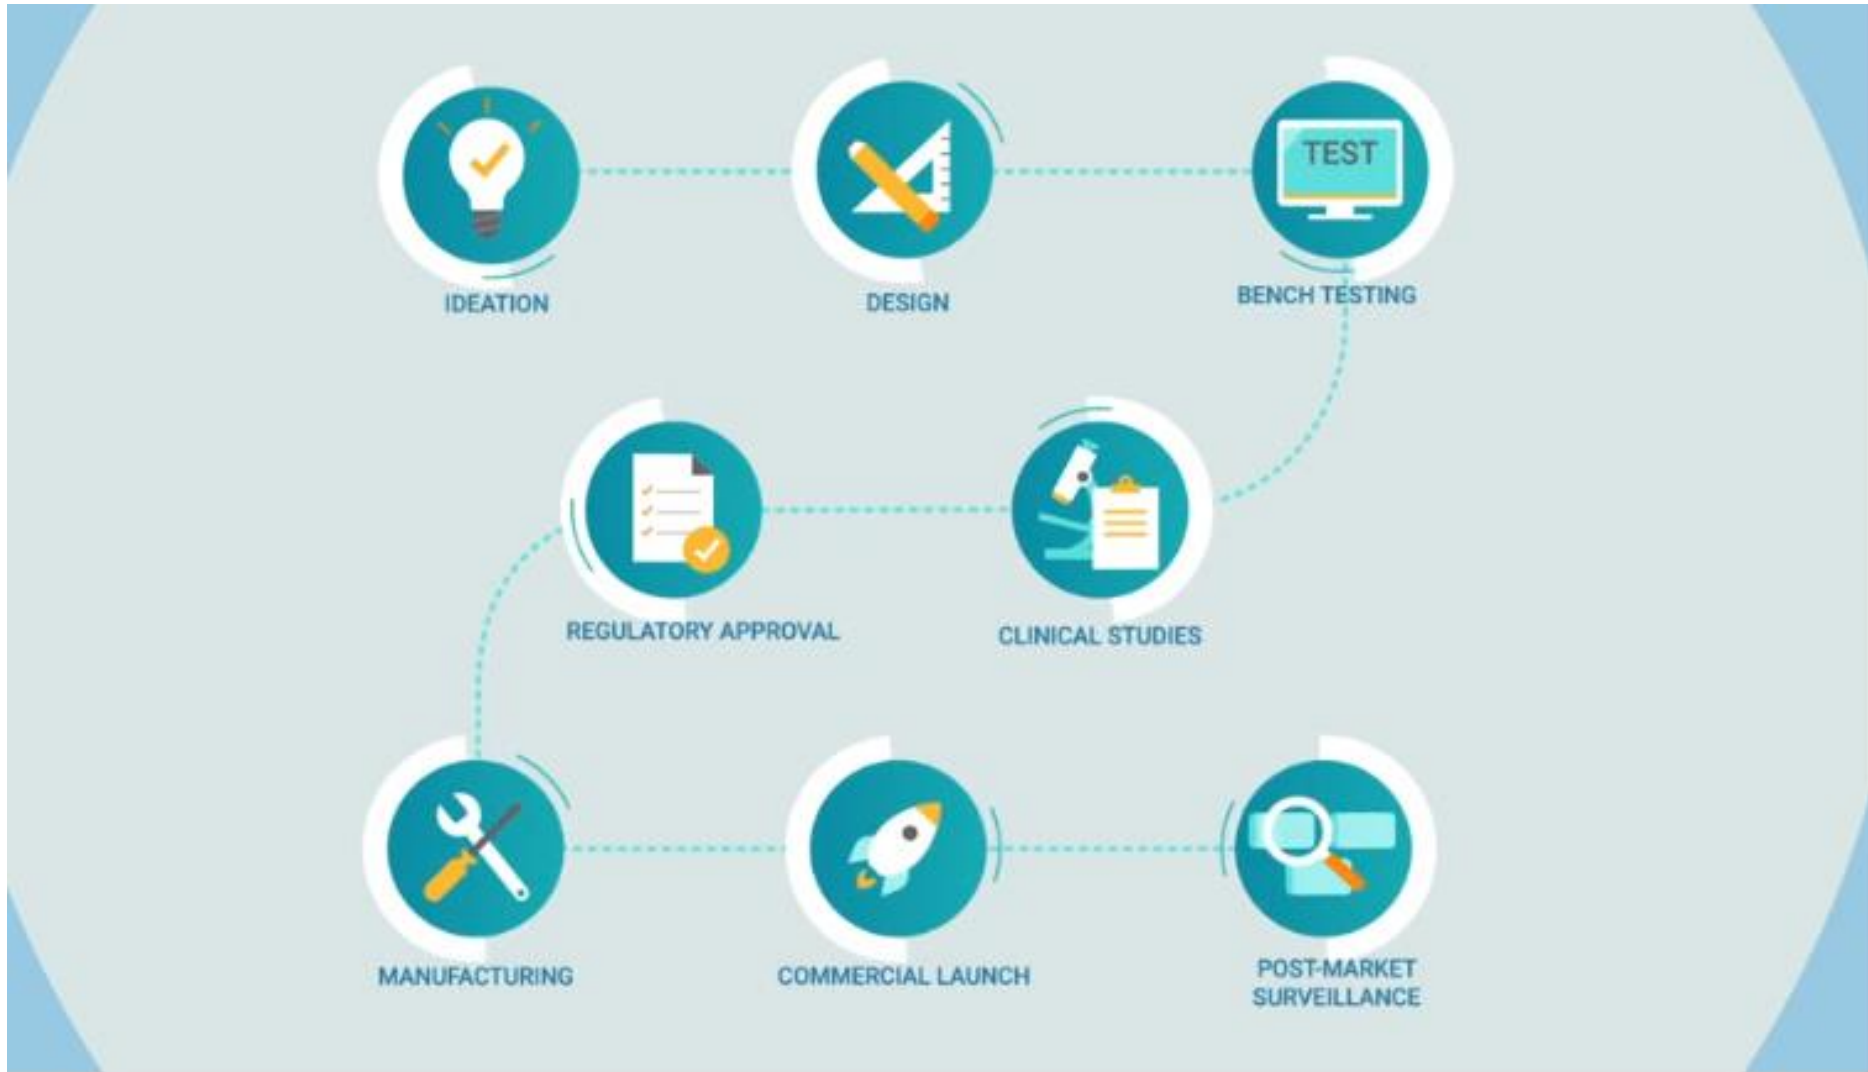 IDEATION
DESIGN
TEST
BENCH TESTING
REGULATORY APPROVAL
CLINICAL STUDIES
MANUFACTURING
COMMERCIAL LAUNCH
POST-MARKET
SURVEILLANCE